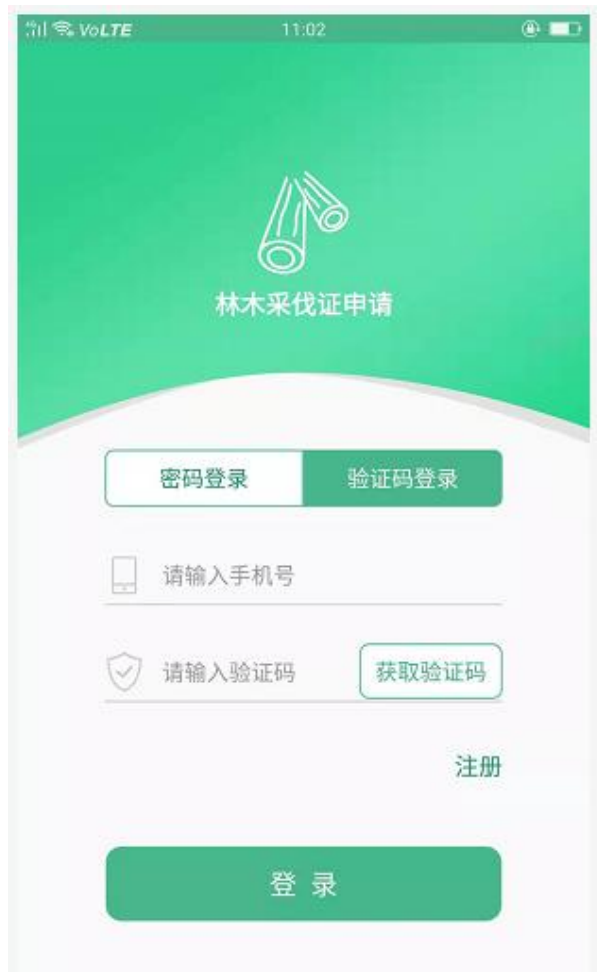 VoLTE 11:02
林木采伐证申请
密码登录 验证码登录
请输入手机号
请输入验证码 获取验证码
注册
登 录